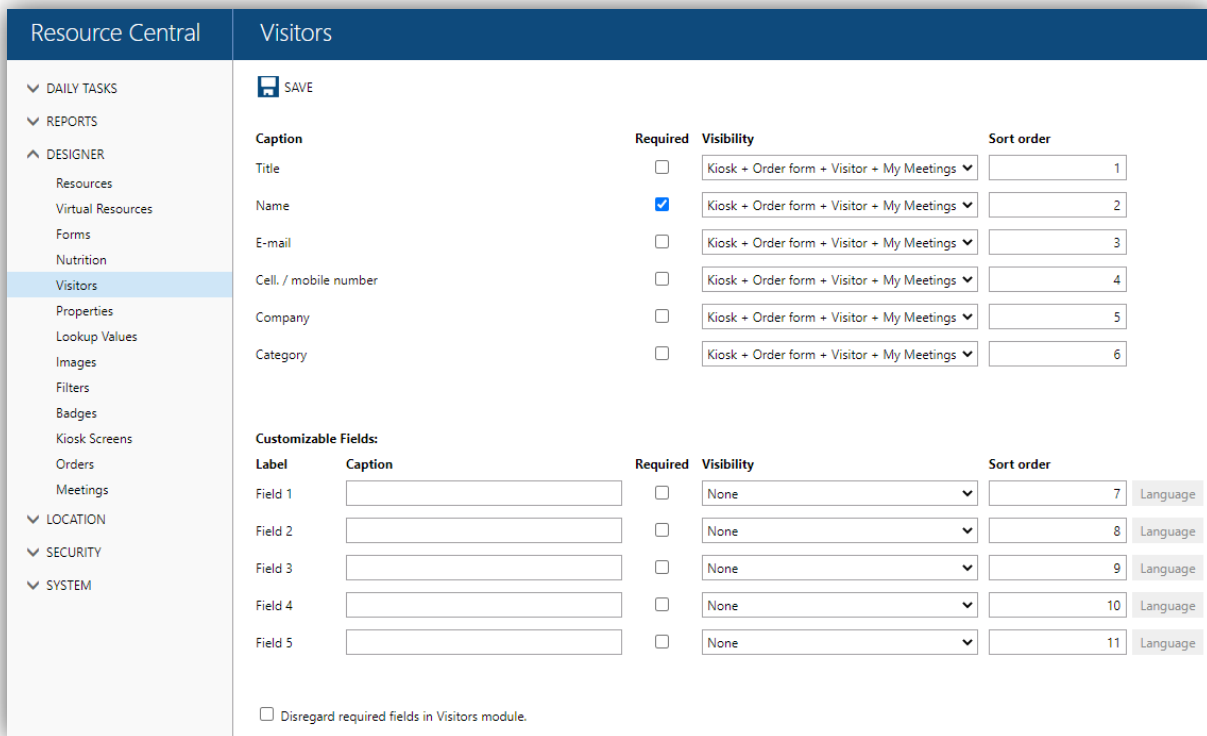 Resource Central
Visitors
DAILY TASKS
REPORTS
DESIGNER
Resources
Virtual Resources
Forms
Nutrition
Visitors
Properties
Lookup Values
Images
Filters
Badges
Kiosk Screens
Orders
Meetings
LOCATION
SECURITY
SYSTEM
SAVE
Caption Required Visibility Sort order
Title Kiosk + Order form + Visitor + My Meetings 1
Name Kiosk + Order form + Visitor + My Meetings 2
E-mail Kiosk + Order form + Visitor + My Meetings 3
Cell. / mobile number Kiosk + Order form + Visitor + My Meetings 4
Company Kiosk + Order form + Visitor + My Meetings 5
Category Kiosk + Order form + Visitor + My Meetings 6
Customizable Fields:
Label Caption Required Visibility Sort order
Field 1 None 7 Language
Field 2 None 8 Language
Field 3 None 9 Language
Field 4 None 10 Language
Field 5 None 11 Language
Disregard required fields in Visitors module.